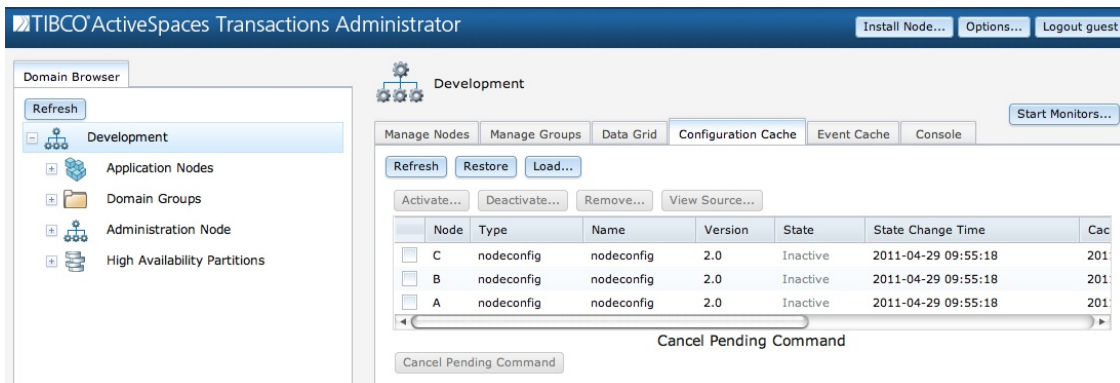 TIBCO® ActiveSpaces Transactions Administrator
Install Node...
Options...
Logout guest
Domain Browser
Refresh
Development
Application Nodes
Domain Groups
Administration Node
High Availability Partitions
Development
Start Monitors...
Manage Nodes Manage Groups Data Grid Configuration Cache Event Cache Console
Refresh Restore Load...
Activate... Deactivate... Remove... View Source...
Node Type Name Version State State Change Time Cac
C nodeconfig nodeconfig 2.0 Inactive 2011-04-29 09:55:18 201
B nodeconfig nodeconfig 2.0 Inactive 2011-04-29 09:55:18 201
A nodeconfig nodeconfig 2.0 Inactive 2011-04-29 09:55:18 201
Cancel Pending Command
Cancel Pending Command